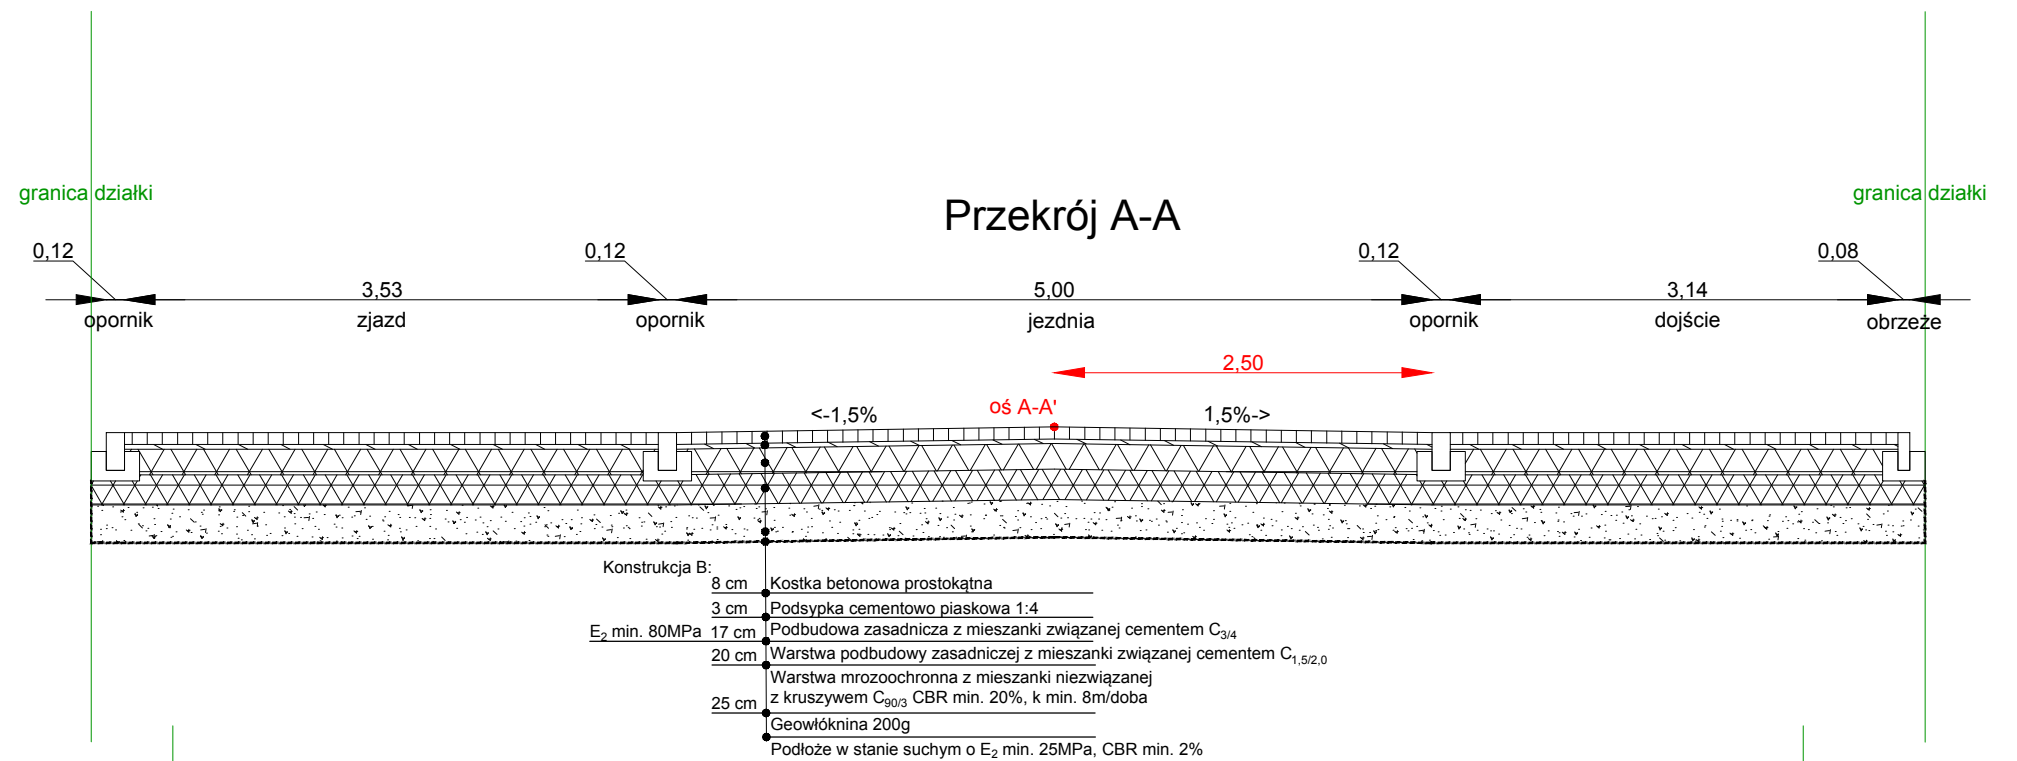 granica działki
granica działki
Przekrój A-A
0,12
0,12
0,12
0,08
3,53
5,00
3,14
opornik
zjazd
opornik
jezdnia
opornik
dojście
obrzeże
2,50
<-1,5%
oś A-A'
1,5%->
Konstrukcja B:
8 cm Kostka betonowa prostokątna
3 cm Podsypka cementowo piaskowa 1:4
E2 min. 80MPa 17 cm Podbudowa zasadnicza z mieszanki związanej cementem C3/4
20 cm Warstwa podbudowy zasadniczej z mieszanki związanej cementem C1,5/2,0
Warstwa mrozoochronna z mieszanki niezwiązanej
25 cm z kruszywem C90/3 CBR min. 20%, k min. 8m/doba
Geowłóknina 200g
Podłoże w stanie suchym o E2 min. 25MPa, CBR min. 2%